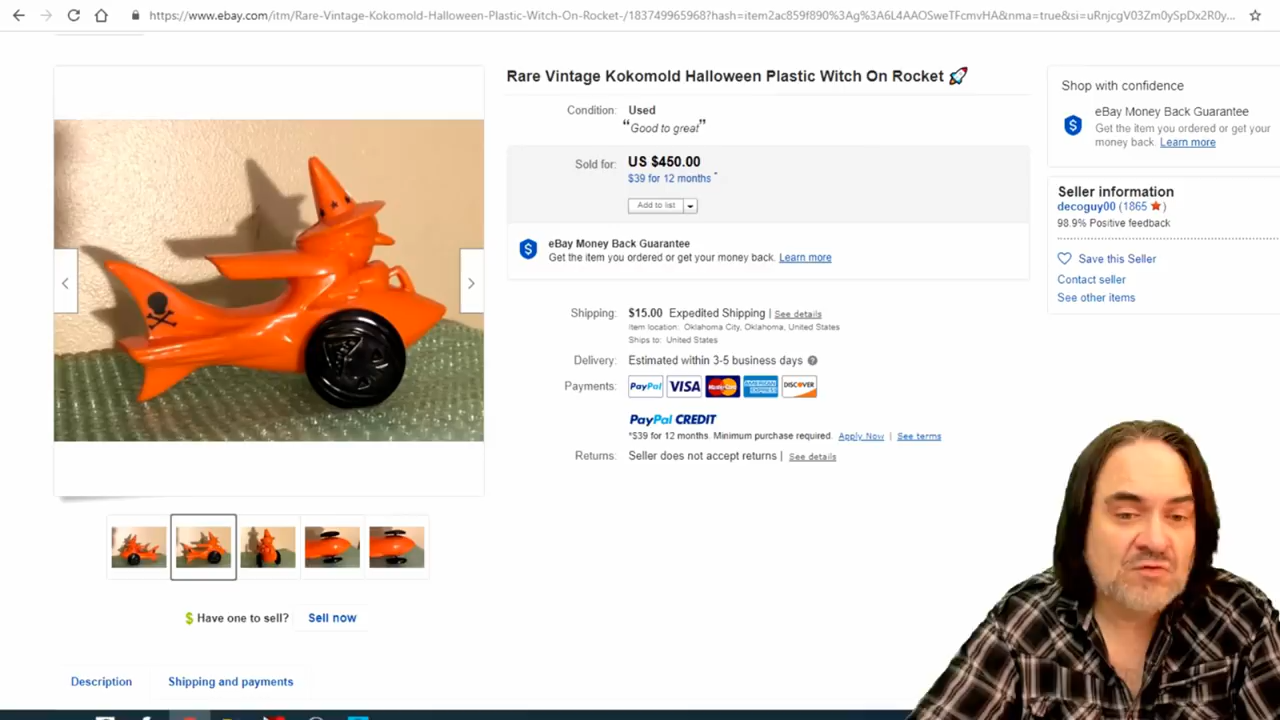 https://www.ebay.com/itm/Rare-Vintage-Kokomold-Halloween-Plastic-Witch-On-Rocket-/183749965968?hash=item2ac859f890%3Ag%3A6L4AAOSweTFcmvHA&nma=true&si=uRnjcgV03Zm0ySpDx2R0y...
Rare Vintage Kokomold Halloween Plastic Witch On Rocket 🚀
Condition: Used
“Good to great”
Sold for: US $450.00
$39 for 12 months *
Add to list
eBay Money Back Guarantee
Get the item you ordered or get your money back. Learn more
Shipping: $15.00 Expedited Shipping | See details
Item location: Oklahoma City, Oklahoma, United States
Ships to: United States
Delivery: Estimated within 3-5 business days
Payments: PayPal VISA MasterCard AMERICAN EXPRESS DISCOVER
PayPal CREDIT
*$39 for 12 months. Minimum purchase required. Apply Now | See terms
Returns: Seller does not accept returns | See details
Shop with confidence
eBay Money Back Guarantee
Get the item you ordered or get your
money back. Learn more
Seller information
decoguy00 (1865 ★ )
98.9% Positive feedback
Save this Seller
Contact seller
See other items
$ Have one to sell? Sell now
Description
Shipping and payments